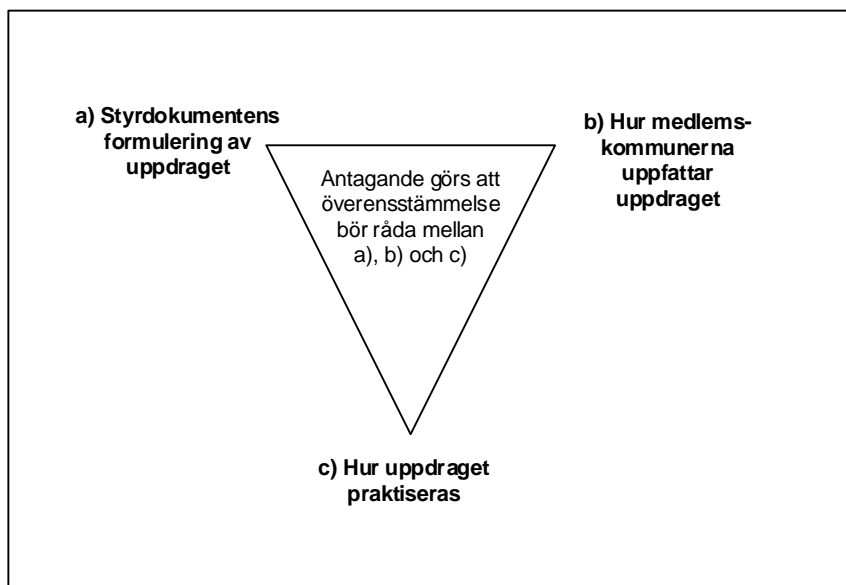 a) Styrdokumentens
formulering av
uppdraget
b) Hur medlems-
kommunerna
uppfattar
uppdraget
Antagande görs att
överensstämmelse
bör råda mellan
a), b) och c)
c) Hur uppdraget
praktiseras